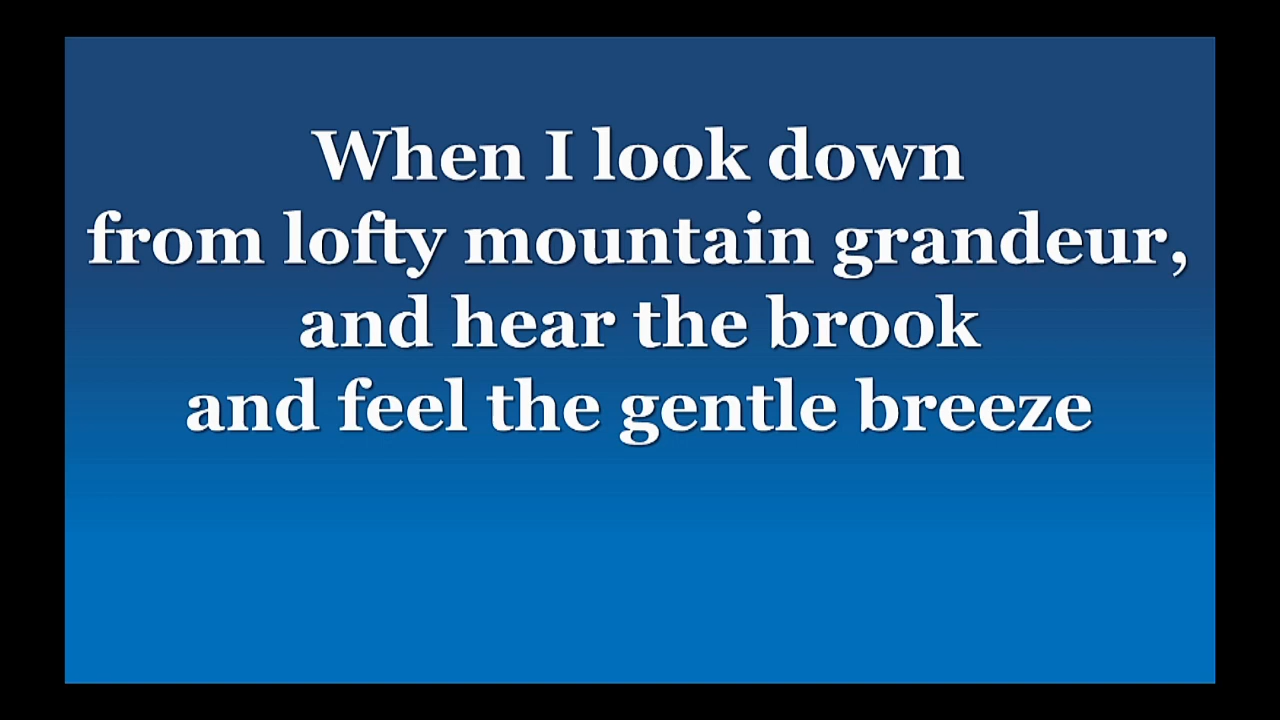 When I look down
from lofty mountain grandeur,
and hear the brook
and feel the gentle breeze